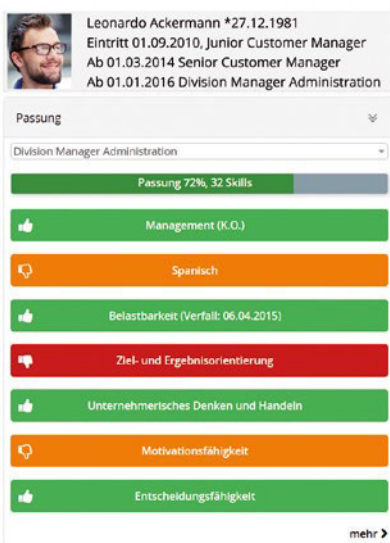 Leonardo Ackermann *27.12.1981
Eintritt 01.09.2010, Junior Customer Manager
Ab 01.03.2014 Senior Customer Manager
Ab 01.01.2016 Division Manager Administration
Passung
Division Manager Administration
Passung 72%, 32 Skills
Management (K.O.)
Spanisch
Belastbarkeit (Verfall: 06.04.2015)
Ziel- und Ergebnisorientierung
Unternehmerisches Denken und Handeln
Motivationsfähigkeit
Entscheidungsfähigkeit
mehr